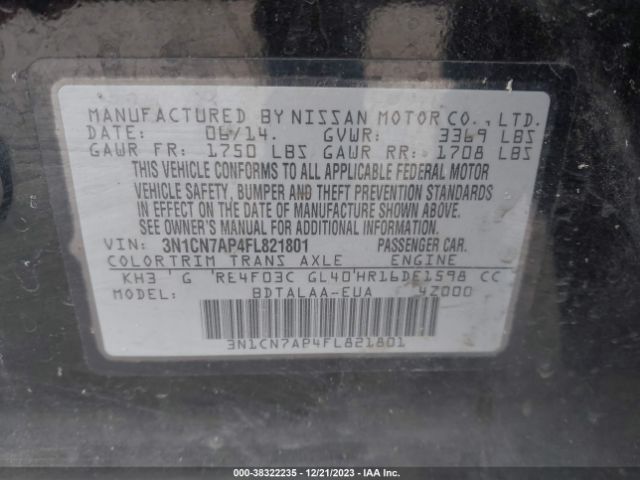 MANUFACTURED BY NISSAN MOTOR CO., LTD.
DATE: 06/14. GVWR: 3369 LBS
GAWR FR: 1750 LBS GAWR RR: 1708 LBS
THIS VEHICLE CONFORMS TO ALL APPLICABLE FEDERAL MOTOR
VEHICLE SAFETY, BUMPER AND THEFT PREVENTION STANDARDS
IN EFFECT ON THE DATE OF MANUFACTURE SHOWN ABOVE.
SEE OWNER'S MANUAL FOR ADDITIONAL INFORMATION.
VIN: 3N1CN7AP4FL821801 PASSENGER CAR.
COLOR TRIM TRANS AXLE ENGINE
KH3 ' G 'RE4F03C GL40'HR16DE1598 CC
MODEL: BDTALAA-EUA 4Z000
3N1CN7AP4FL821801
000-38322235 - 12/21/2023 - IAA Inc.